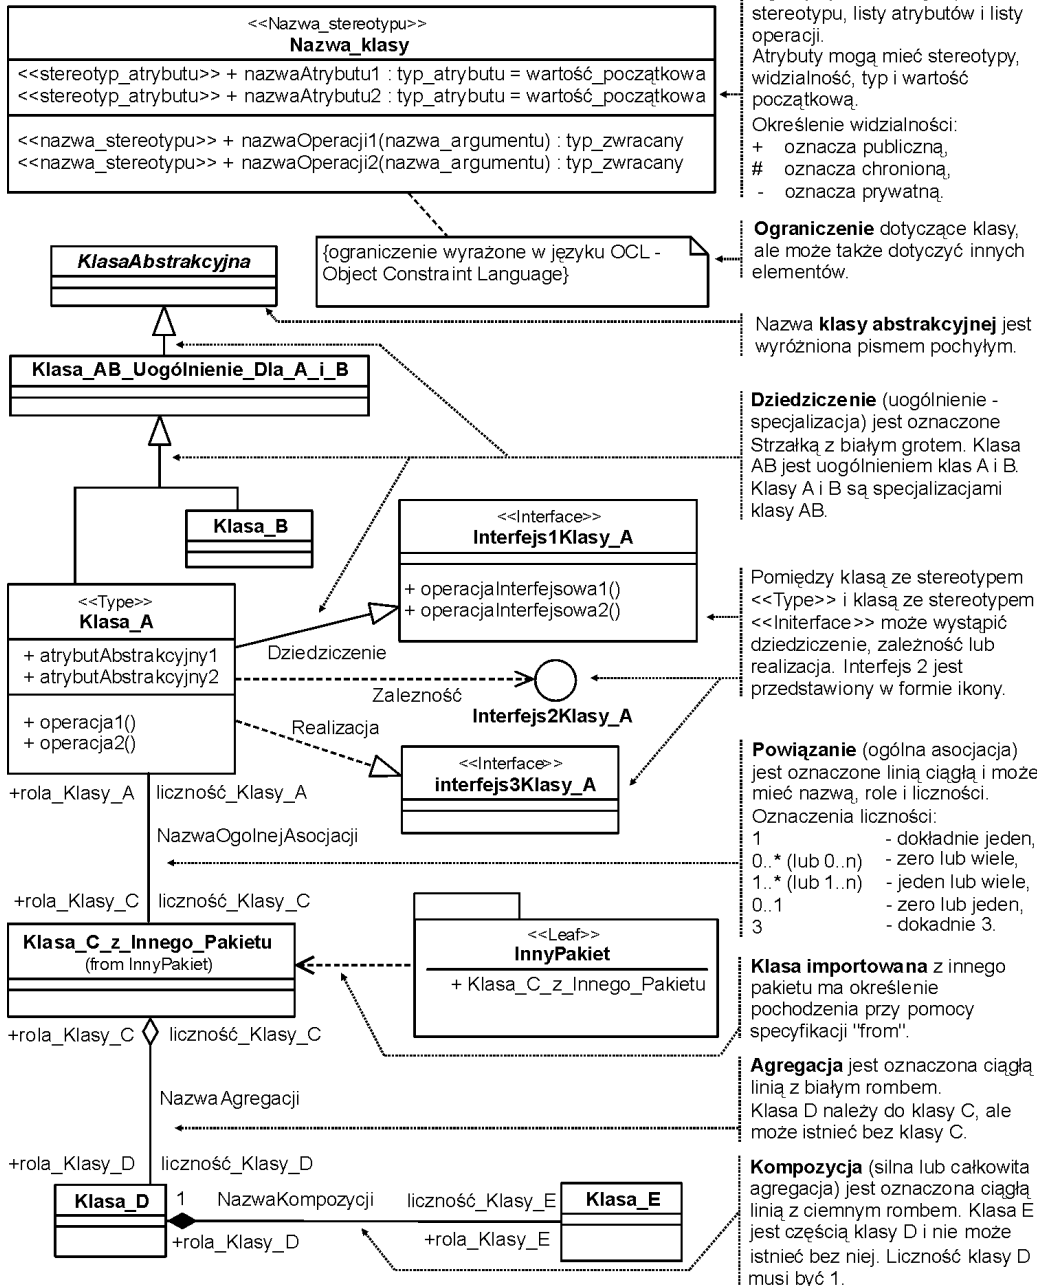 stereotypu, listy atrybutów i listy
operacji.
Atrybuty mogą mieć stereotypy,
widzialność, typ i wartość
początkową.
Określenie widzialności:
+ oznacza publiczną,
# oznacza chronioną,
- oznacza prywatną.
<<Nazwa_stereotypu>>
Nazwa_klasy
<<stereotyp_atrybutu>> + nazwaAtrybutu1 : typ_atrybutu = wartość_początkowa
<<stereotyp_atrybutu>> + nazwaAtrybutu2 : typ_atrybutu = wartość_początkowa
<<nazwa_stereotypu>> + nazwaOperacji1(nazwa_argumentu) : typ_zwracany
<<nazwa_stereotypu>> + nazwaOperacji2(nazwa_argumentu) : typ_zwracany
{ograniczenie wyrażone w języku OCL -
Object Constraint Language}
Ograniczenie dotyczące klasy,
ale może także dotyczyć innych
elementów.
KlasaAbstrakcyjna
Nazwa klasy abstrakcyjnej jest
wyróżniona pismem pochyłym.
Klasa_AB_Uogólnienie_Dla_A_i_B
Dziedziczenie (uogólnienie -
specjalizacja) jest oznaczone
Strzałką z białym grotem. Klasa
AB jest uogólnieniem klas A i B.
Klasy A i B są specjalizacjami
klasy AB.
Klasa_B
<<Interface>>
Interfejs1Klasy_A
+ operacjaInterfejsowa1()
+ operacjaInterfejsowa2()
<<Type>>
Klasa_A
+ atrybutAbstrakcyjny1
+ atrybutAbstrakcyjny2
+ operacja1()
+ operacja2()
Dziedziczenie
Zalezność
Interfejs2Klasy_A
Realizacja
<<Interface>>
interfejs3Klasy_A
Pomiędzy klasą ze stereotypem
<<Type>> i klasą ze stereotypem
<<Initerface>> może wystąpić
dziedziczenie, zależność lub
realizacja. Interfejs 2 jest
przedstawiony w formie ikony.
+rola_Klasy_A liczność_Klasy_A
NazwaOgolnejAsocjacji
+rola_Klasy_C liczność_Klasy_C
Powiązanie (ogólna asocjacja)
jest oznaczone linią ciągłą i może
mieć nazwą, role i liczności.
Oznaczenia liczności:
1 - dokładnie jeden,
0..* (lub 0..n) - zero lub wiele,
1..* (lub 1..n) - jeden lub wiele,
0..1 - zero lub jeden,
3 - dokadnie 3.
Klasa_C_z_Innego_Pakietu
(from InnyPakiet)
<<Leaf>>
InnyPakiet
+ Klasa_C_z_Innego_Pakietu
Klasa importowana z innego
pakietu ma określenie
pochodzenia przy pomocy
specyfikacji "from".
+rola_Klasy_C liczność_Klasy_C
Nazwa Agregacji
+rola_Klasy_D liczność_Klasy_D
Agregacja jest oznaczona ciągłą
linią z białym rombem.
Klasa D należy do klasy C, ale
może istnieć bez klasy C.
Klasa_D
1 NazwaKompozycji liczność_Klasy_E
+rola_Klasy_D +rola_Klasy_E
Klasa_E
Kompozycja (silna lub całkowita
agregacja) jest oznaczona ciągłą
linią z ciemnym rombem. Klasa E
jest częścią klasy D i nie może
istnieć bez niej. Liczność klasy D
musi być 1.